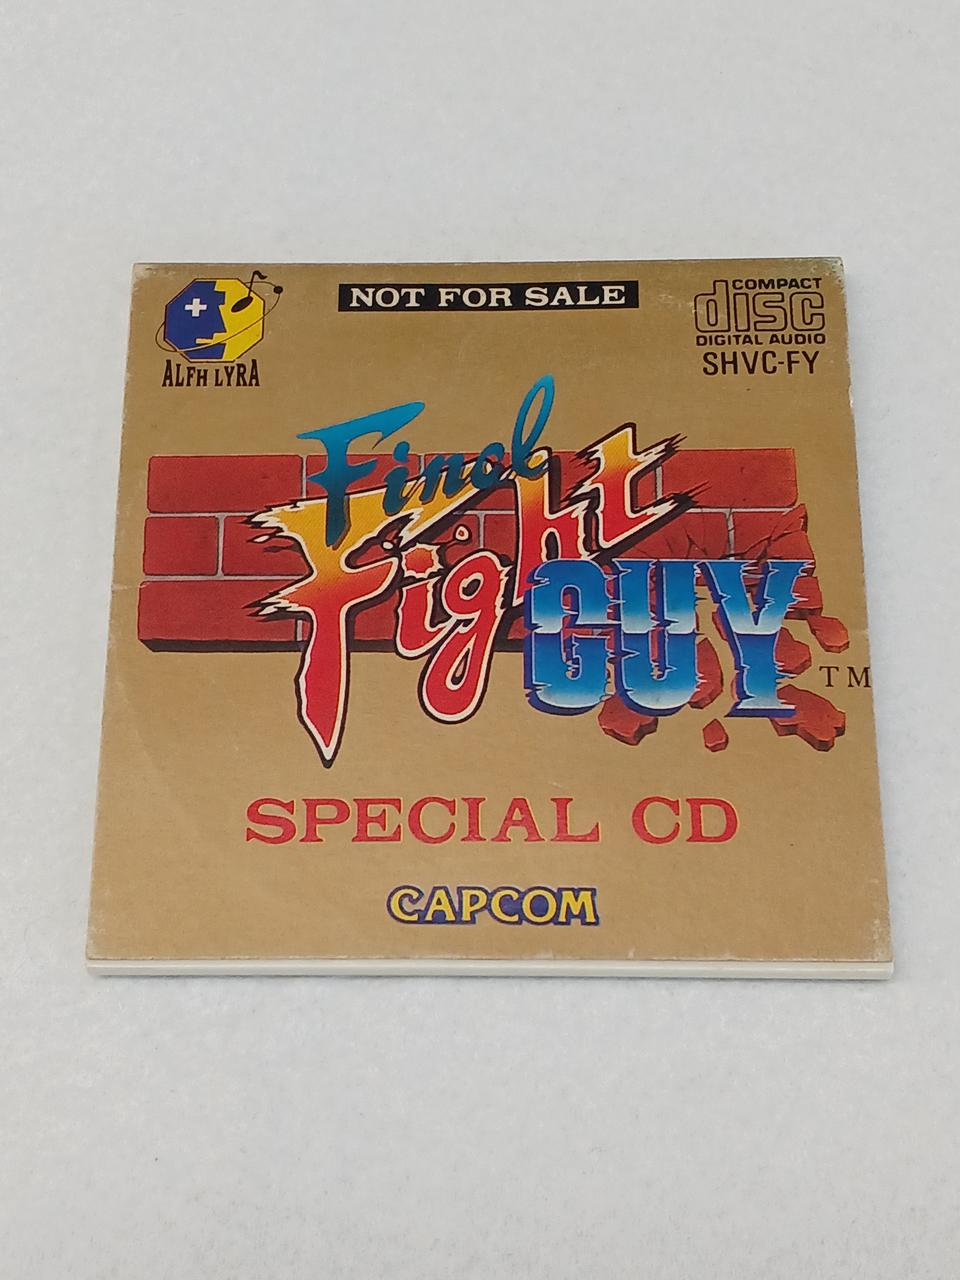 NOT FOR SALE
ALFH LYRA
COMPACT
disc
DIGITAL AUDIO
SHVC-FY
Final
Fight
GUY
TM
SPECIAL CD
CAPCOM